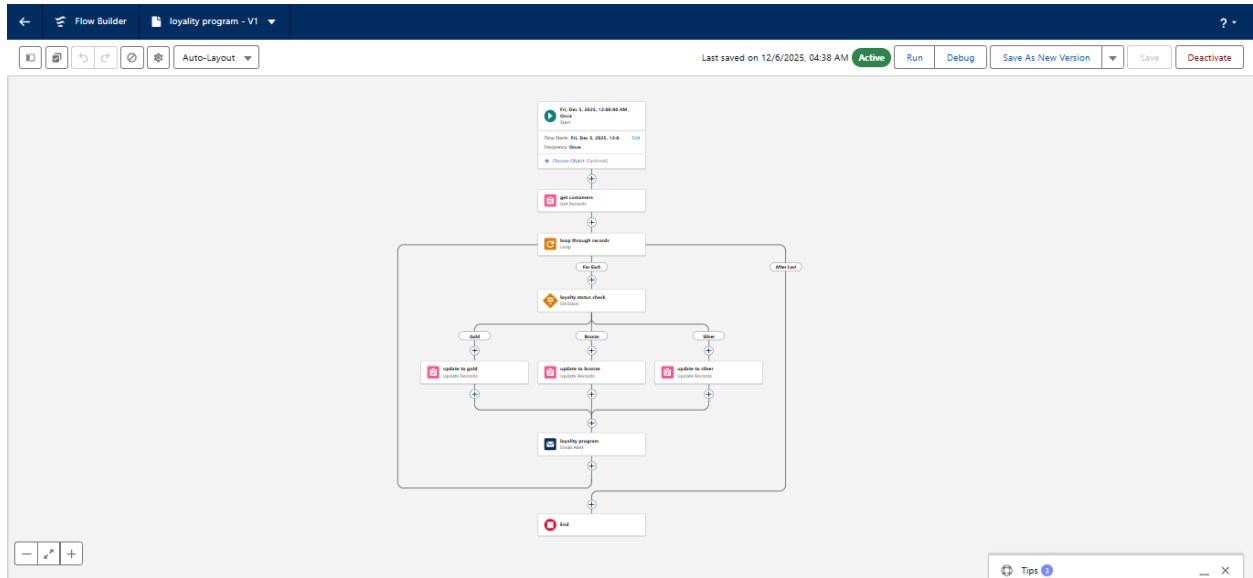 Flow Builder
loyality program - V1
?
Auto-Layout
Last saved on 12/6/2025, 04:38 AM
Active
Run
Debug
Save As New Version
Save
Deactivate
Fri, Dec 5, 2025, 12:00:00 AM,
Once
Start
Flow Starts: Fri, Dec 5, 2025, 12:0... Edit
Frequency: Once
+ Choose Object (Optional)
get customers
Get Records
loop through records
Loop
For Each
After Last
loyalty status check
Decision
Gold
Bronze
Silver
update to gold
Update Records
update to bronze
Update Records
update to silver
Update Records
loyality program
Email Alert
End
Tips 3